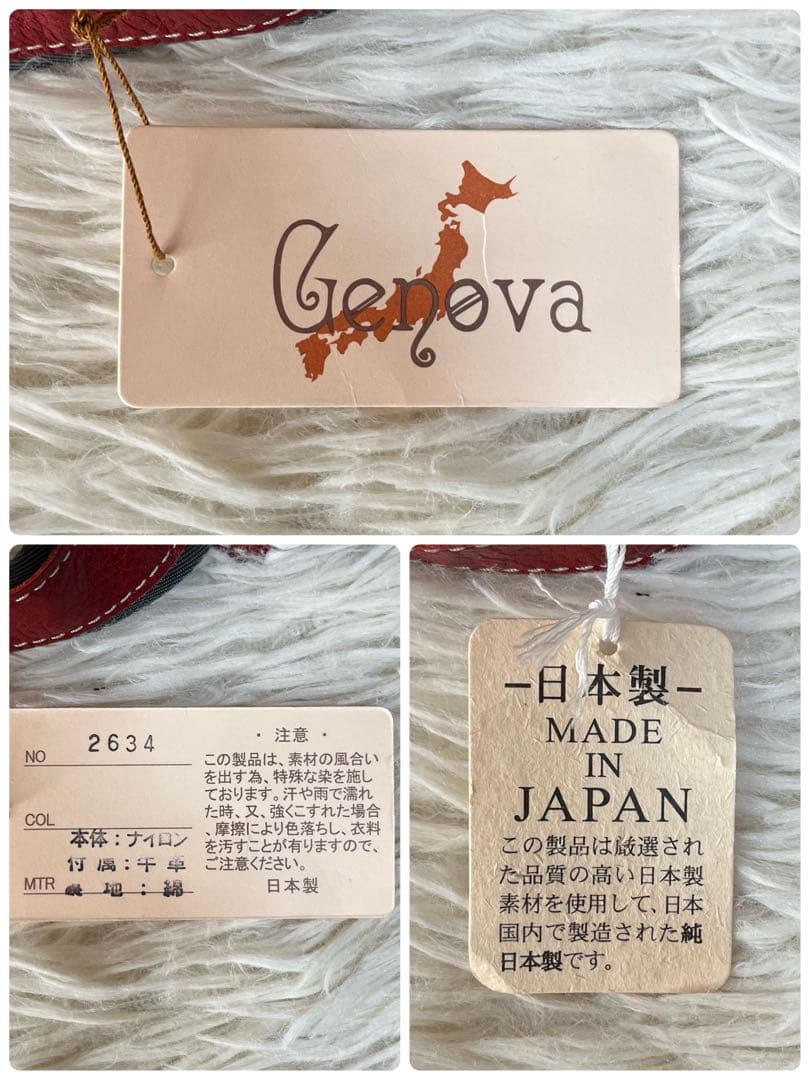 Genova
NO 2634
COL
本体：ナイロン
付属：牛革
MTR 裏地：綿
・注意・
この製品は、素材の風合い
を出す為、特殊な染を施し
ております。汗や雨で濡れ
た時、又、強くこすれた場合
、摩擦により色落ちし、衣料
を汚すことが有りますので、
ご注意ください。
日本製
－日本製－
MADE
IN
JAPAN
この製品は厳選され
た品質の高い日本製
素材を使用して、日本
国内で製造された純
日本製です。